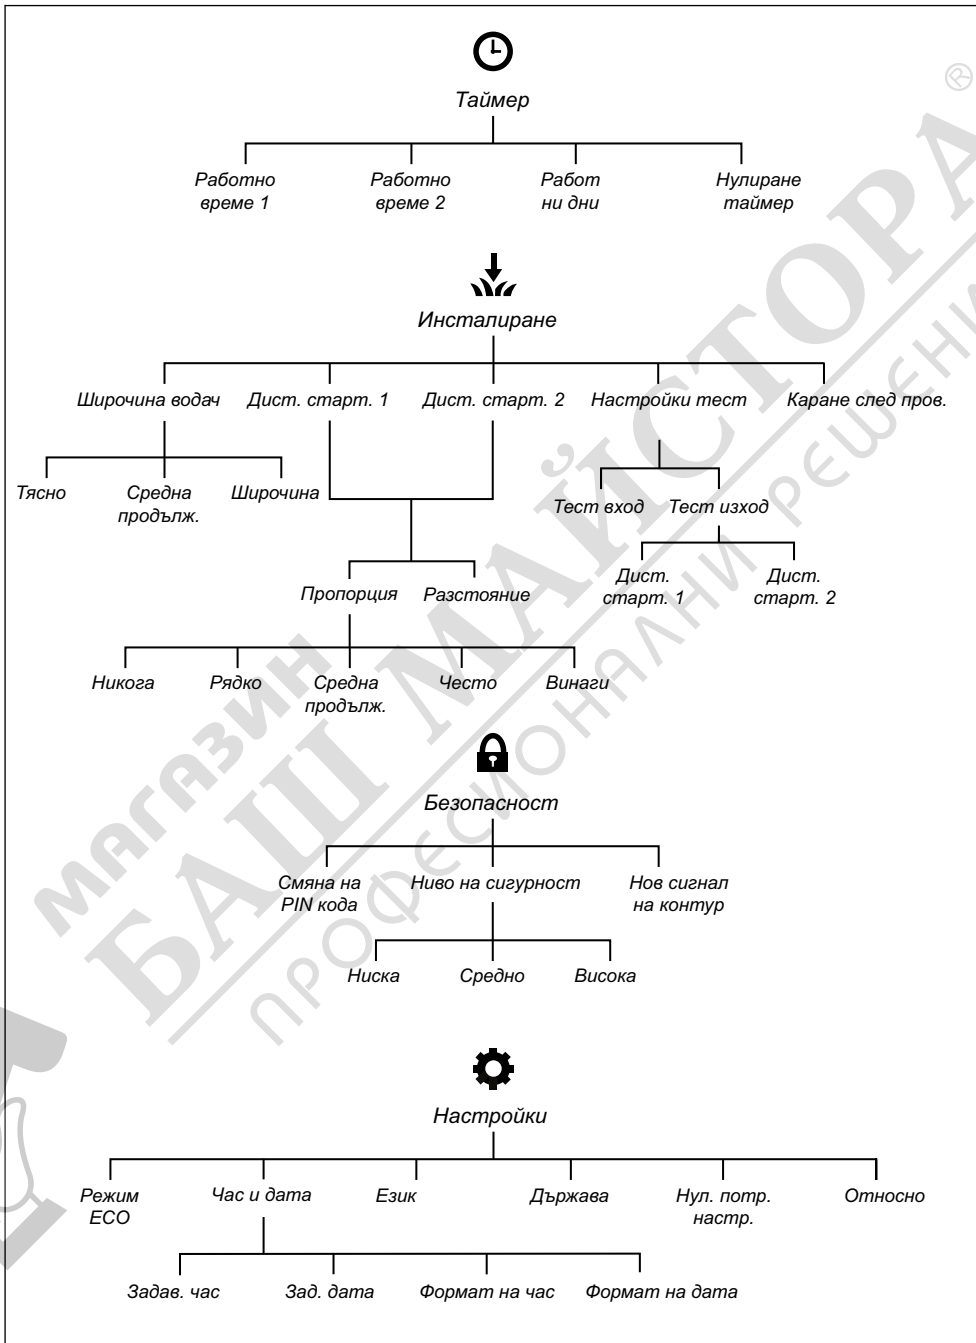 Таймер
Работно
време 1
Работно
време 2
Работ
ни дни
Нулиране
таймер
Инсталиране
Широчина водач
Дист. старт. 1
Дист. старт. 2
Настройки тест
Каране след пров.
Тясно
Средна
продълж.
Широчина
Тест вход
Тест изход
Дист.
старт. 1
Дист.
старт. 2
Пропорция
Разстояние
Никога
Рядко
Средна
продълж.
Често
Винаги
Безопасност
Смяна на
PIN кода
Ниво на сигурност
Нов сигнал
на контур
Ниска
Средно
Висока
Настройки
Режим
ECO
Час и дата
Език
Държава
Нул. потр.
настр.
Относно
Задав. час
Зад. дата
Формат на час
Формат на дата
МАГАЗИН
БАШ МАЙСТОРА®
ПРОФЕСИОНАЛНИ РЕШЕНИ